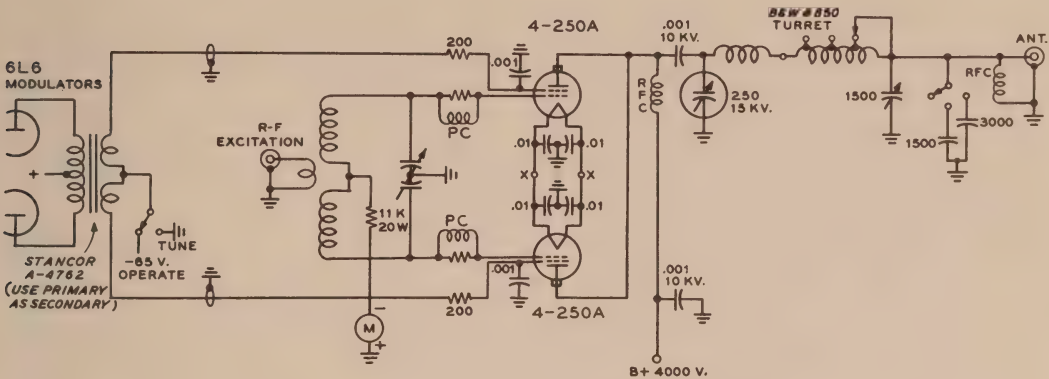 6L6
MODULATORS
+
STANCOR
A-4762
(USE PRIMARY
AS SECONDARY)
TUNE
-65 V.
OPERATE
R-F
EXCITATION
200
.001
PC
11 K
20 W
PC
.001
200
M
-
+
4-250A
.01
.01
X
X
.01
.01
4-250A
RFC
.001
10 KV.
.001
10 KV.
B+ 4000 V.
250
15 KV.
B&W #850
TURRET
1500
1500
3000
RFC
ANT.